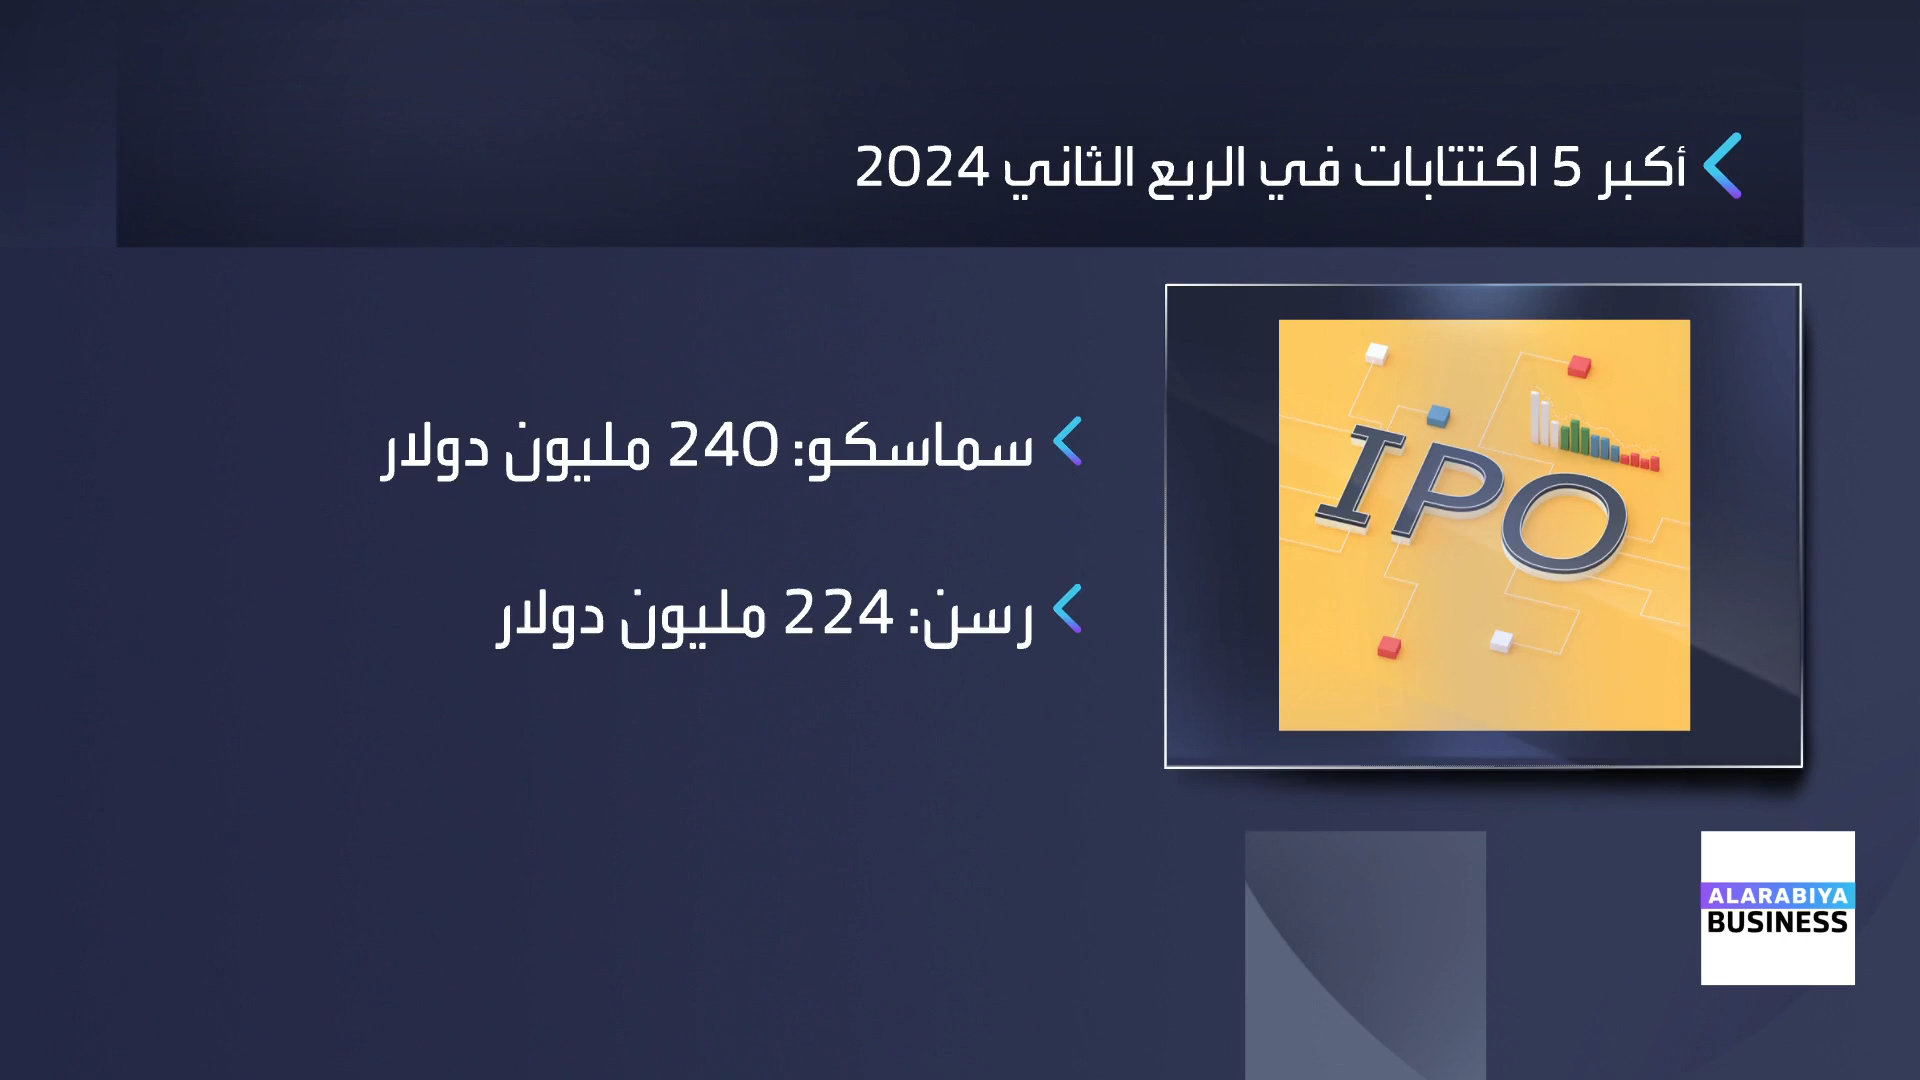 أكبر 5 اكتتابات في الربع الثاني 2024
IPO
سماسكو: 240 مليون دولار
رسن: 224 مليون دولار
ALARABIYA
BUSINESS